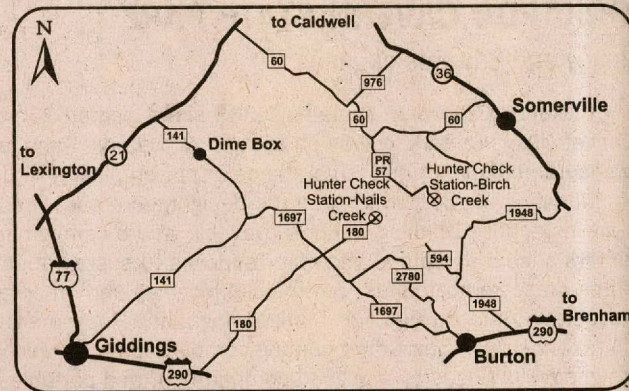 N
to Caldwell
60
976
36
60
60
Somerville
21
141
Dime Box
to
Lexington
PR
57
Hunter Check
Station-Nails
Creek
Hunter Check
Station-Birch
Creek
1697
180
1948
77
141
594
2780
1948
180
1697
to
Brenham
290
Giddings
290
Burton